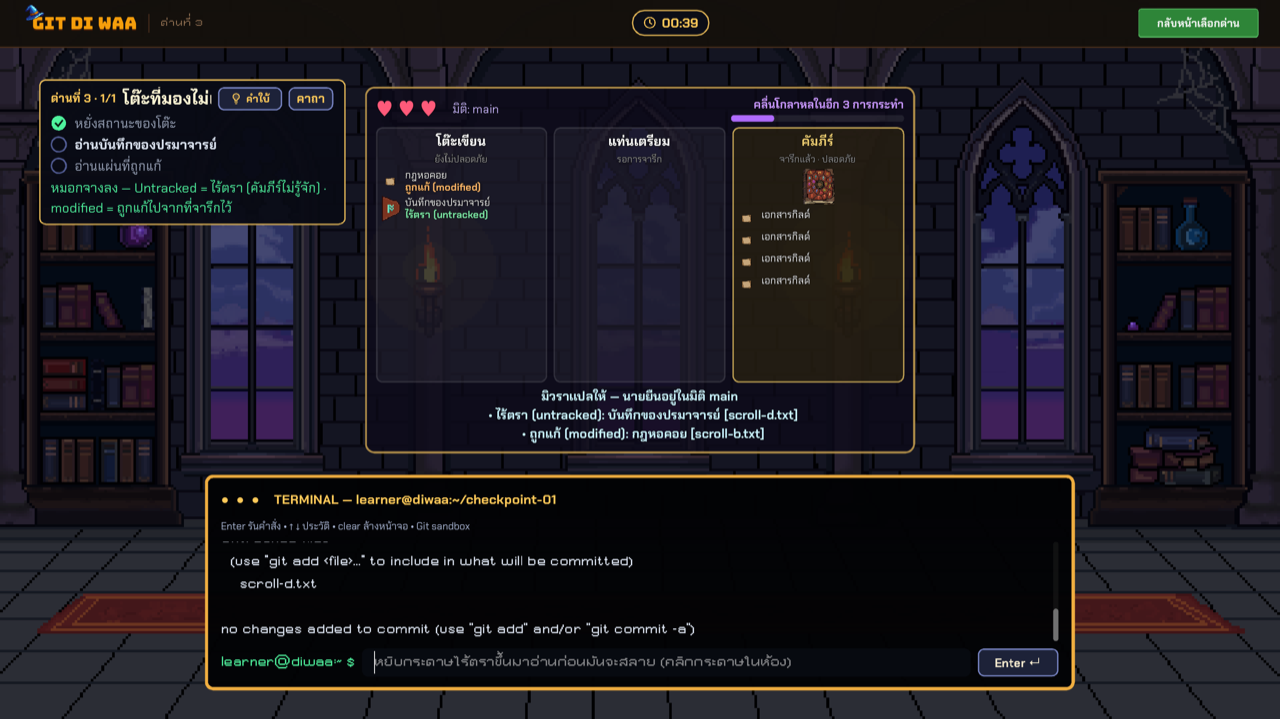 GIT DI WAA
ด่านที่ 3
00:39
กลับหน้าเลือกด่าน
ด่านที่ 3 · 1/1 โต๊ะที่มองไม่
คำใบ้
คาถา
หยั่งสถานะของโต๊ะ
อ่านบันทึกของปรมาจารย์
อ่านแผ่นที่ถูกแก้
หมอกจางลง — Untracked = ไร้ตรา (คัมภีร์ไม่รู้จัก) ·
modified = ถูกแก้ไปจากที่จารึกไว้
มิติ: main
คลื่นโกลาหลในอีก 3 การกระทำ
โต๊ะเขียน
ยังไม่ปลอดภัย
กฎหอคอย
ถูกแก้ (modified)
บันทึกของปรมาจารย์
ไร้ตรา (untracked)
แท่นเตรียม
รอการจารึก
คัมภีร์
จารึกแล้ว · ปลอดภัย
เอกสารกิลด์
เอกสารกิลด์
เอกสารกิลด์
เอกสารกิลด์
มิวราแปลให้ — นายยืนอยู่ในมิติ main
• ไร้ตรา (untracked): บันทึกของปรมาจารย์ [scroll-d.txt]
• ถูกแก้ (modified): กฎหอคอย [scroll-b.txt]
TERMINAL — learner@diwaa:~/checkpoint-01
Enter รันคำสั่ง • ↑↓ ประวัติ • clear ล้างหน้าจอ • Git sandbox
(use "git add <file>..." to include in what will be committed)
scroll-d.txt
no changes added to commit (use "git add" and/or "git commit -a")
learner@diwaa:~ $ หยิบกระดาษไร้ตราขึ้นมาอ่านก่อนมันจะสลาย (คลิกกระดาษในห้อง)
Enter ↵